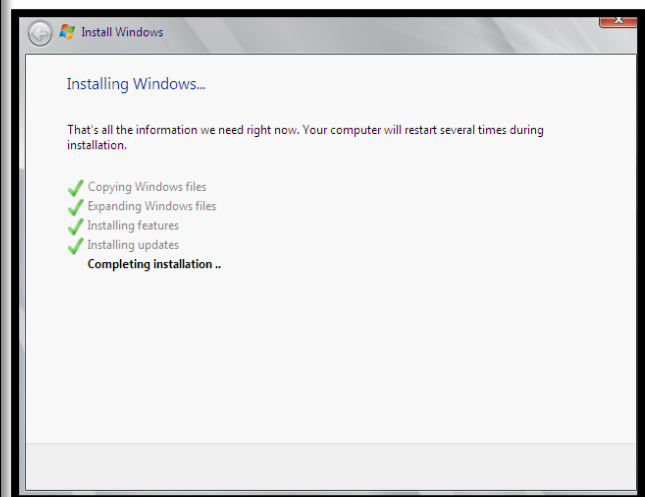 Install Windows
Installing Windows...
That's all the information we need right now. Your computer will restart several times during
installation.
Copying Windows files
Expanding Windows files
Installing features
Installing updates
Completing installation ..